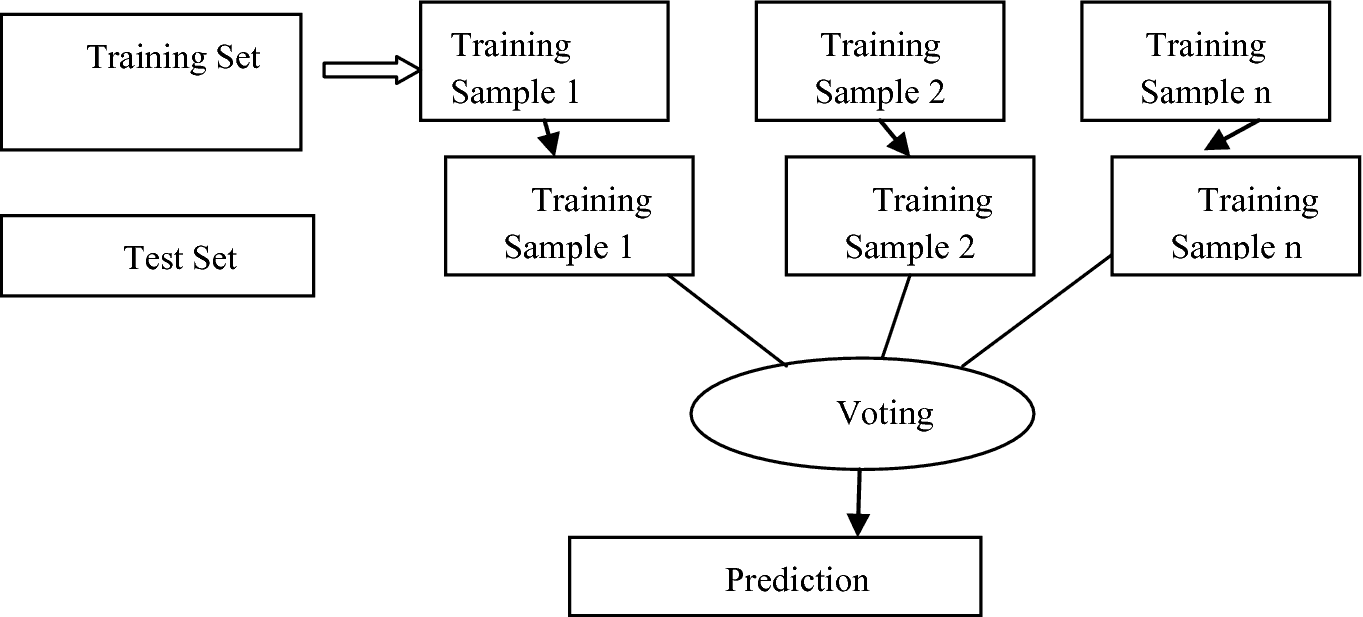 Training Set
Training
Sample 1
Training
Sample 2
Training
Sample n
Training
Sample 1
Training
Sample 2
Training
Sample n
Test Set
Voting
Prediction